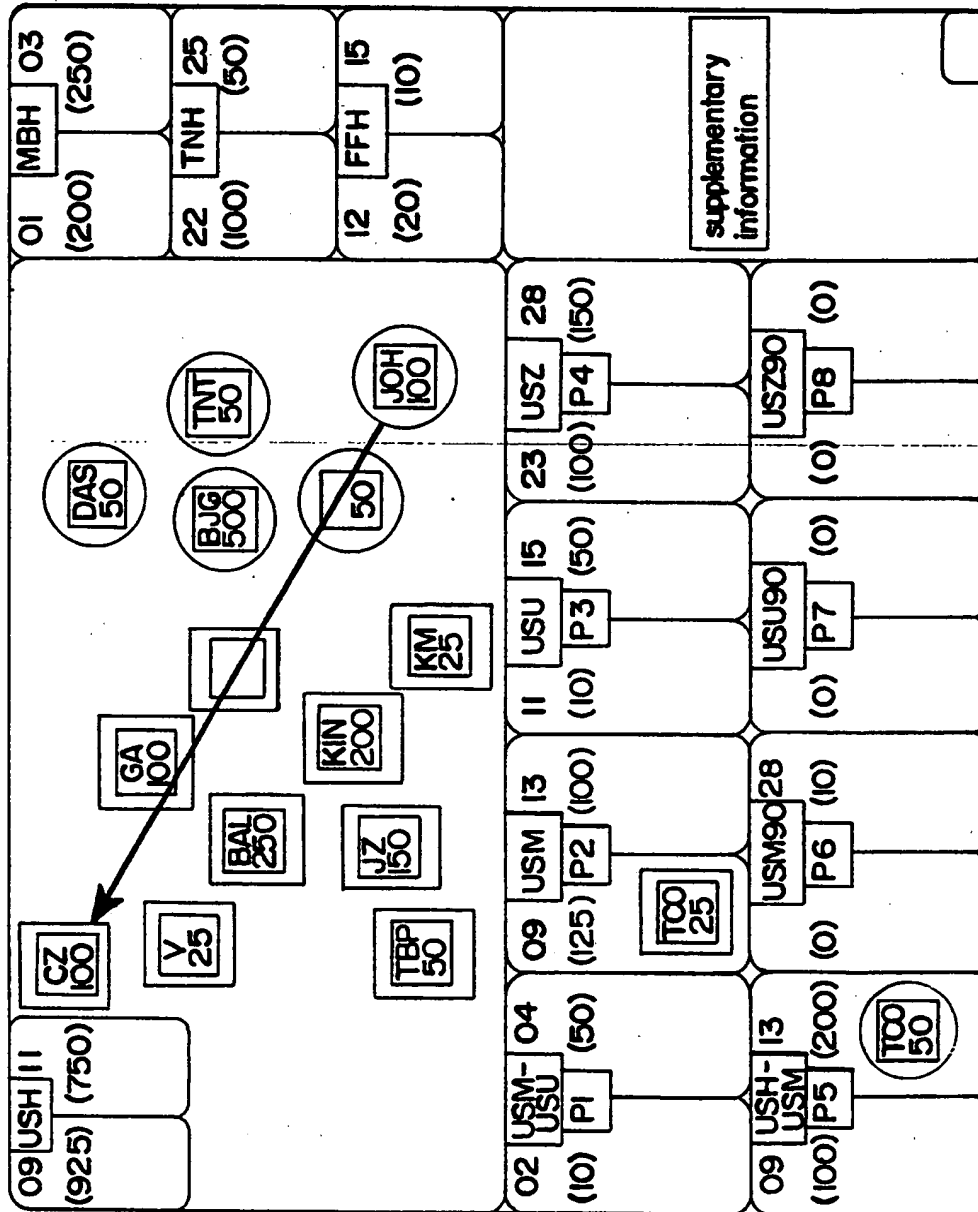 09 USH 11
(925) (750)
CZ
100
V
25
TBP
50
GA
100
BAL
250
JZ
150
KIN
200
KM
25
DAS
50
BJG
500
TNT
50
50
JOH
100
01 MBH 03
(200) (250)
22 TNH 25
(100) (50)
12 FFH 15
(20) (10)
02 USM-
USU 04
(10) P1 (50)
09 USM 13
(125) P2 (100)
TCO
25
11 USU 15
(10) P3 (50)
23 USZ 28
(100) P4 (150)
09 USH-
USM 13
(100) P5 (200)
TCO
50
USM90 28
(0) P6 (10)
USU90
(0) P7 (0)
USZ90
(0) P8 (0)
supplementary
information